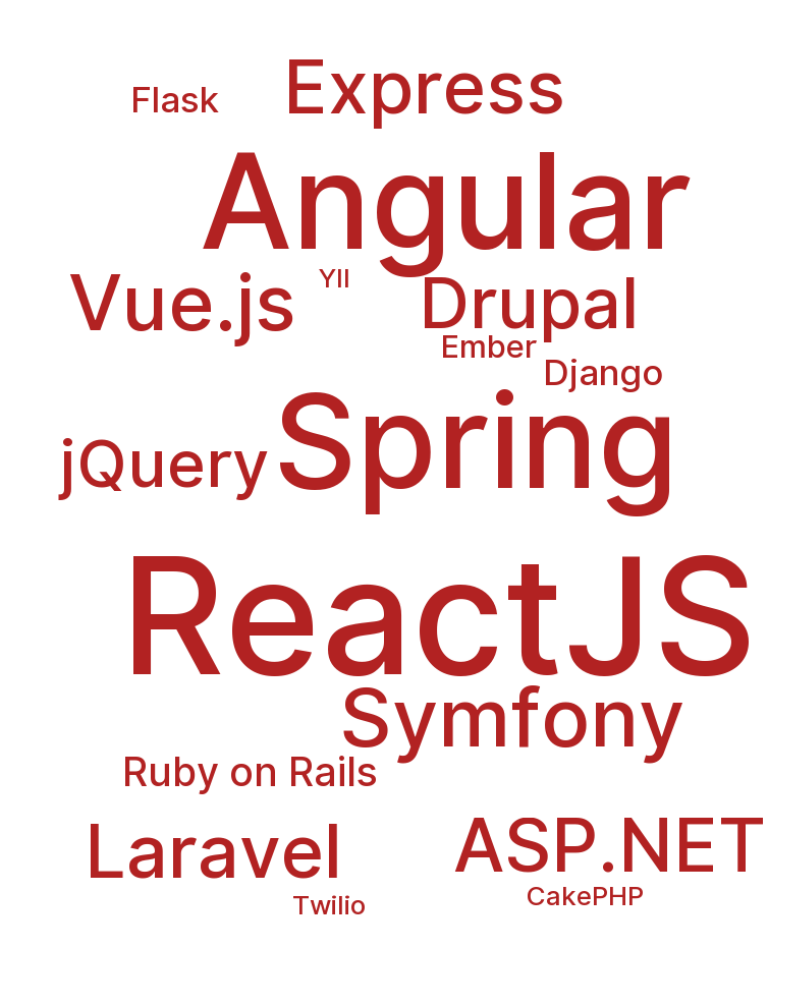 Express
Flask
Angular
Vue.js
YII
Drupal
Ember
Django
Spring
jQuery
ReactJS
Symfony
Ruby on Rails
Laravel
ASP.NET
CakePHP
Twilio